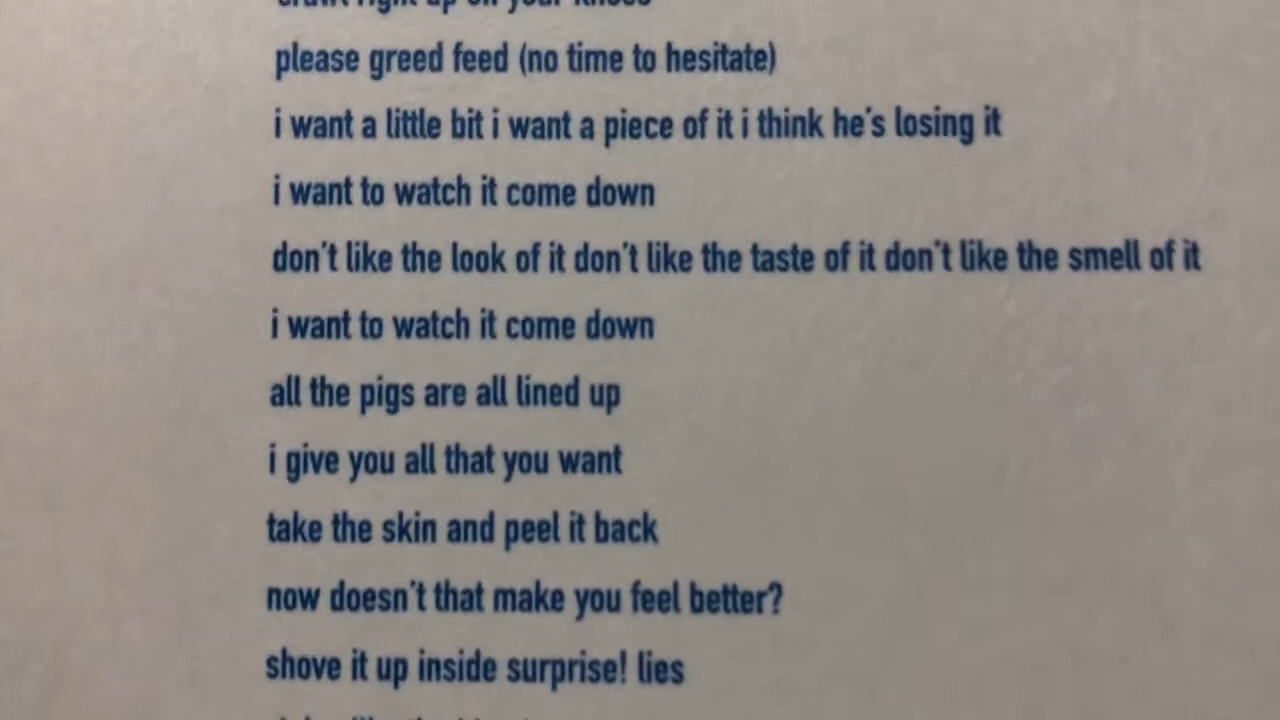 please greed feed (no time to hesitate)
i want a little bit i want a piece of it i think he's losing it
i want to watch it come down
don't like the look of it don't like the taste of it don't like the smell of it
i want to watch it come down
all the pigs are all lined up
i give you all that you want
take the skin and peel it back
now doesn't that make you feel better?
shove it up inside surprise! lies